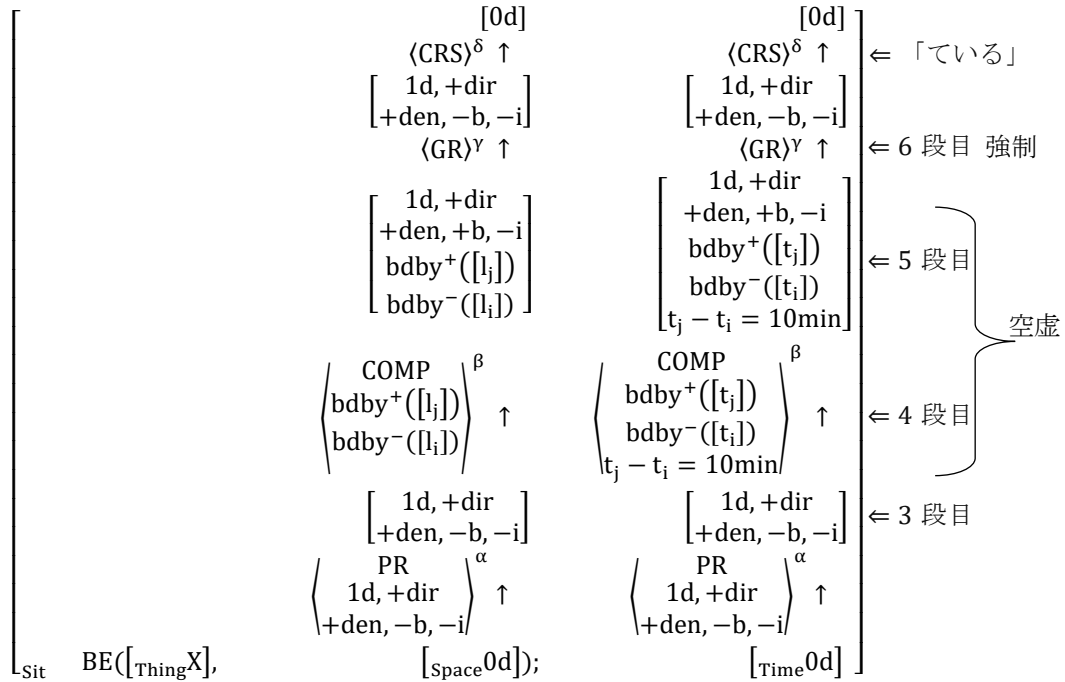 [0d] [0d]
⟨CRS⟩^δ ↑ ⟨CRS⟩^δ ↑ ⇐ 「ている」
1d, +dir 1d, +dir
+den, −b, −i +den, −b, −i
⟨GR⟩^γ ↑ ⟨GR⟩^γ ↑ ⇐ 6 段目 強制
1d, +dir 1d, +dir
+den, +b, −i +den, +b, −i
bdby⁺([l_j]) bdby⁺([t_j]) ⇐ 5 段目
bdby⁻([l_i]) bdby⁻([t_i])
t_j − t_i = 10min
空虚
COMP β COMP β
bdby⁺([l_j]) bdby⁺([t_j])
bdby⁻([l_i]) ↑ bdby⁻([t_i]) ↑ ⇐ 4 段目
t_j − t_i = 10min
1d, +dir 1d, +dir
+den, −b, −i +den, −b, −i ⇐ 3 段目
PR α PR α
1d, +dir ↑ 1d, +dir ↑
+den, −b, −i +den, −b, −i
Sit BE([Thing X], [Space 0d]); [Time 0d]